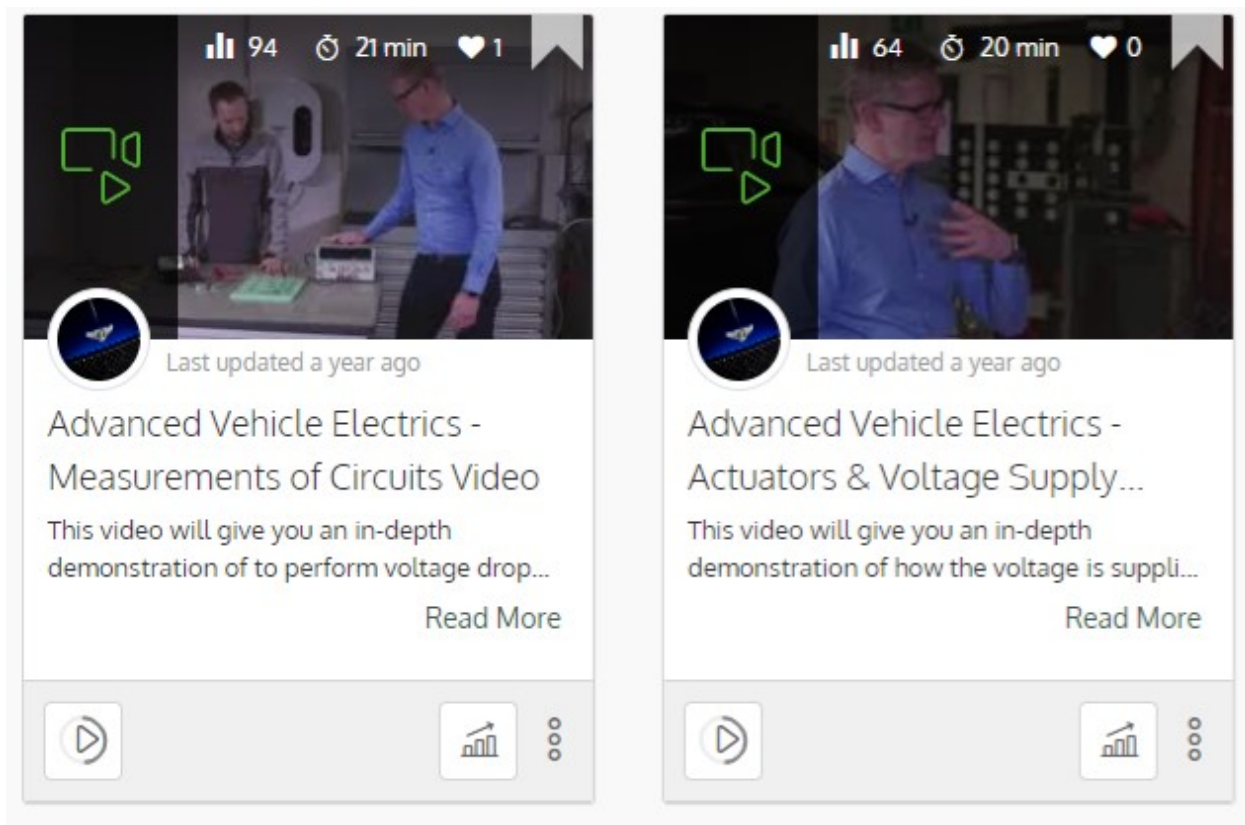 94 21 min 1
Last updated a year ago
Advanced Vehicle Electrics -
Measurements of Circuits Video
This video will give you an in-depth
demonstration of to perform voltage drop...
Read More
64 20 min 0
Last updated a year ago
Advanced Vehicle Electrics -
Actuators & Voltage Supply...
This video will give you an in-depth
demonstration of how the voltage is suppli...
Read More